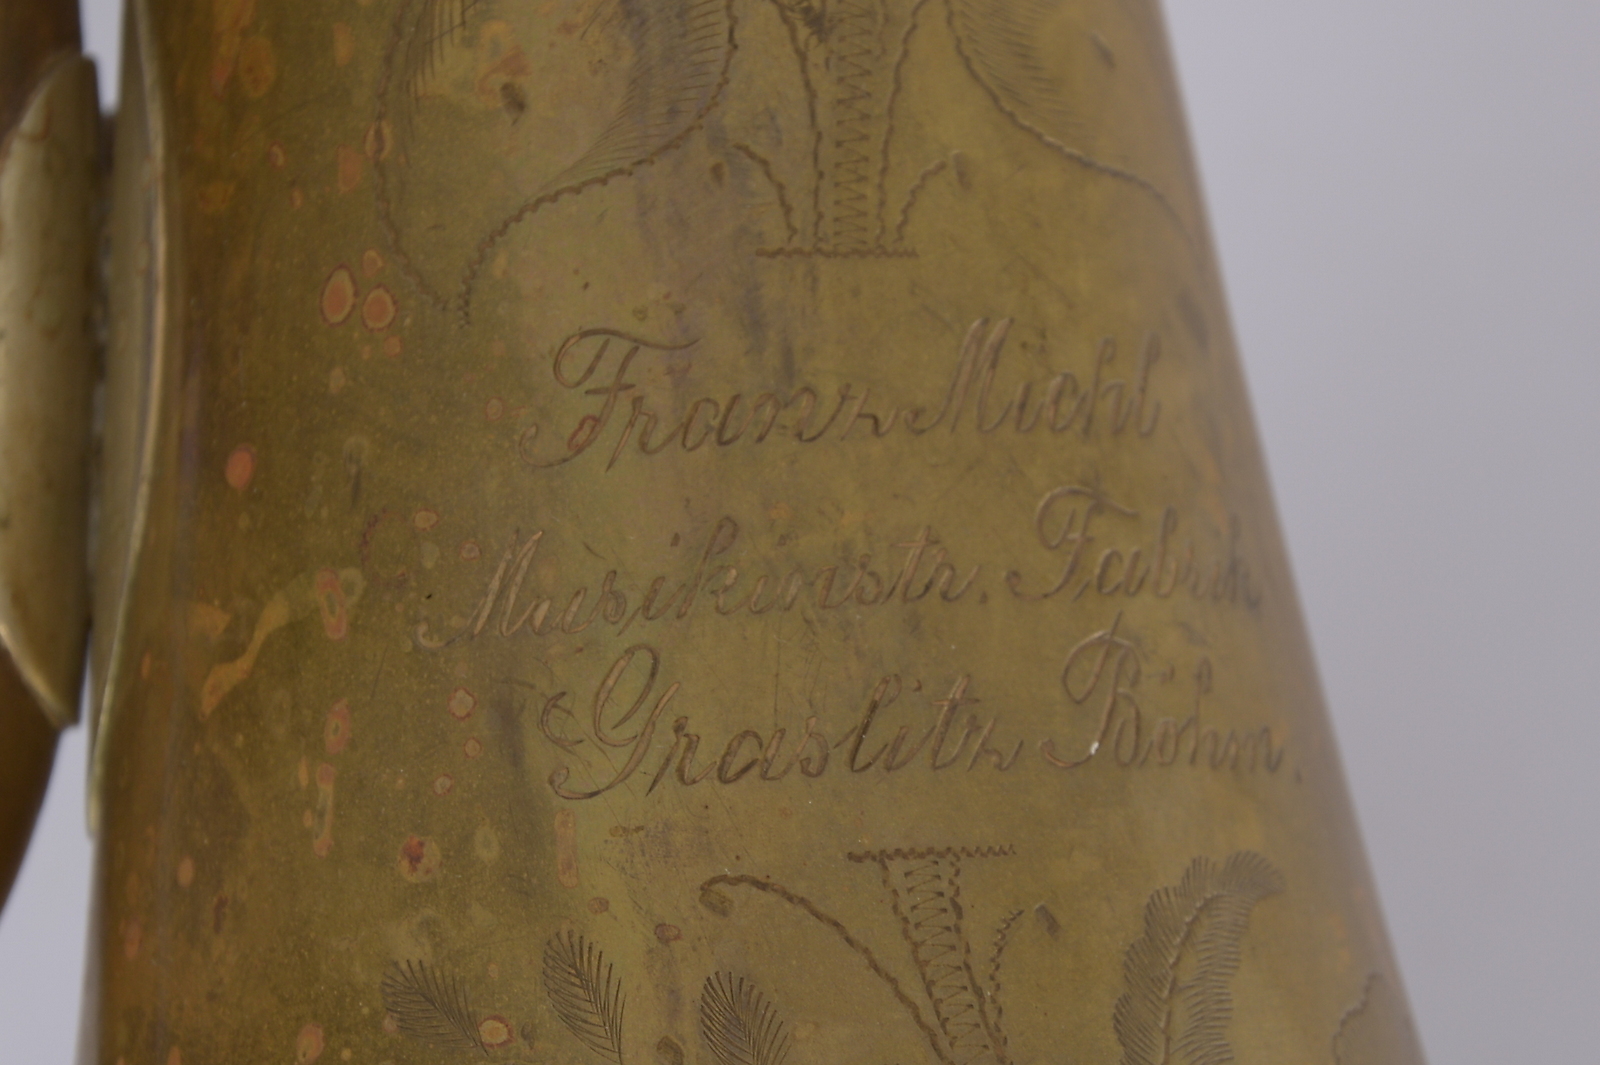 Franz Michl
Musikinstr. Fabrik
Graslitz Böhm.